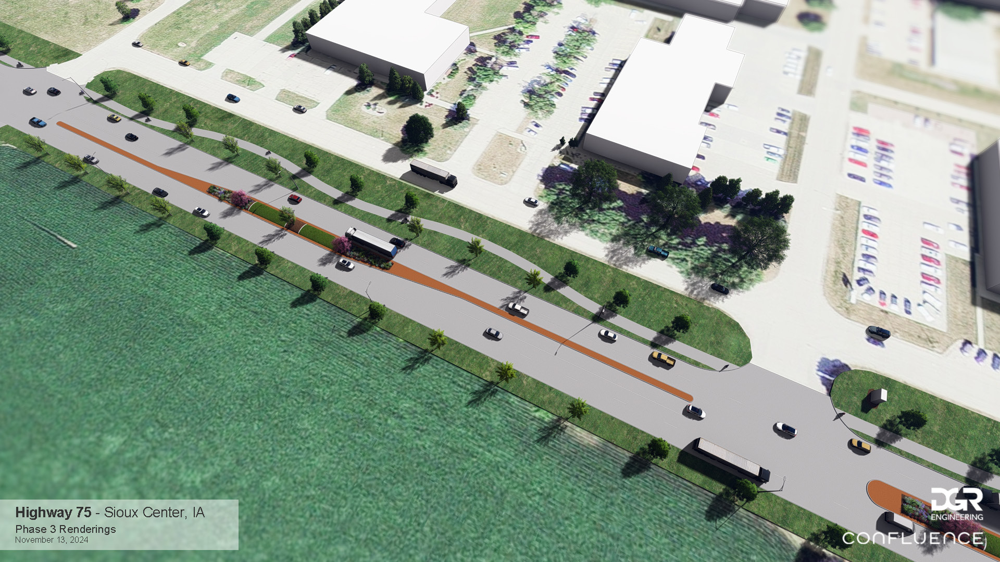 Highway 75 - Sioux Center, IA
Phase 3 Renderings
November 13, 2024
DGR
ENGINEERING
CONFLUENCE